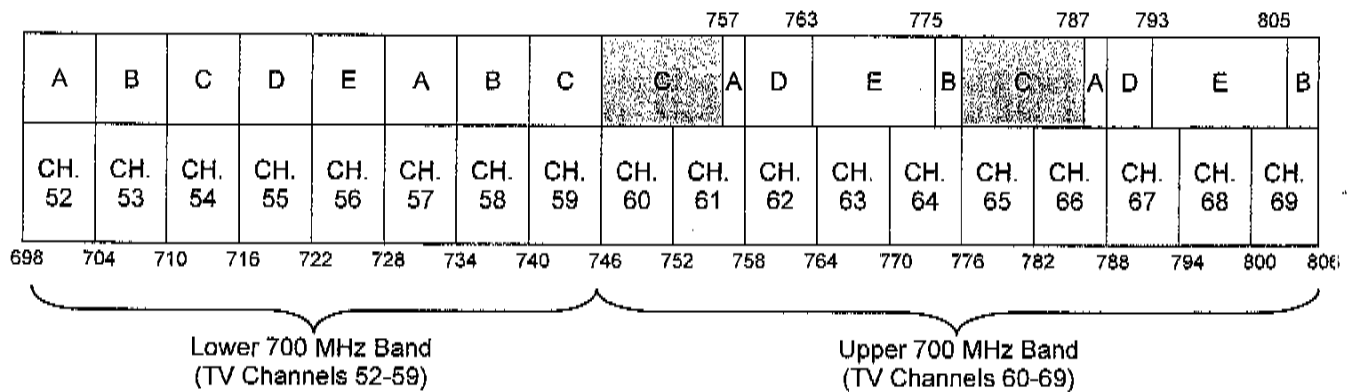 757 763 775 787 793 805
A B C D E A B C C A D E B C A D E B
CH. CH. CH. CH. CH. CH. CH. CH. CH. CH. CH. CH. CH. CH. CH. CH. CH. CH.
52 53 54 55 56 57 58 59 60 61 62 63 64 65 66 67 68 69
698 704 710 716 722 728 734 740 746 752 758 764 770 776 782 788 794 800 806
Lower 700 MHz Band Upper 700 MHz Band
(TV Channels 52-59) (TV Channels 60-69)